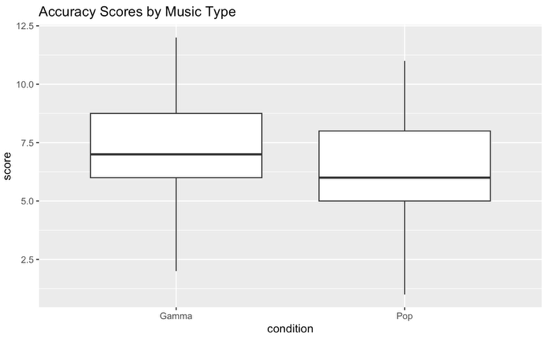 Accuracy Scores by Music Type
12.5
10.0
7.5
5.0
2.5
score
Gamma Pop
condition